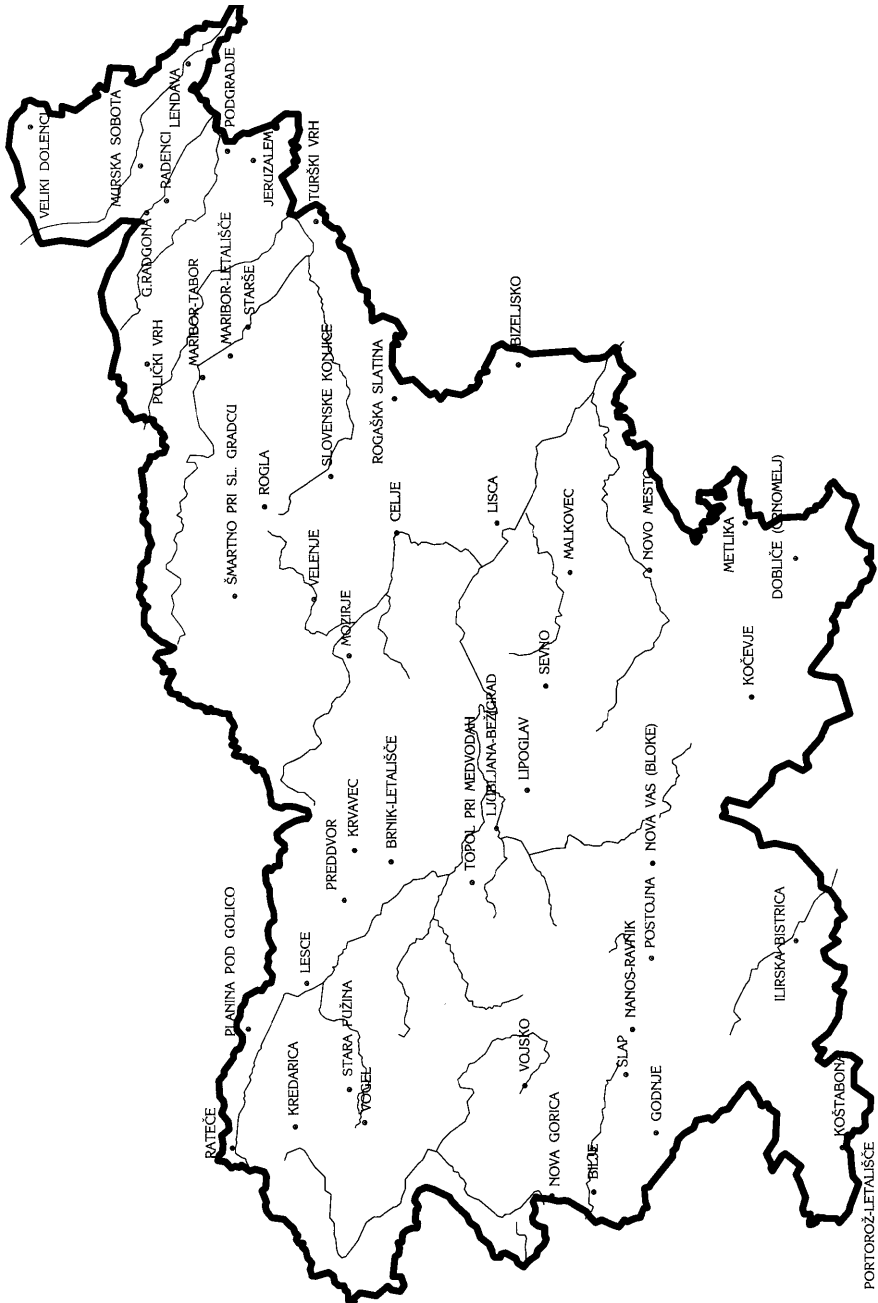 VELIKI DOLENCI
MURSKA SOBOTA
LENDAVA
PODGRADJE
RADENCI
G.RADGONA
JERUZALEM
TURŠKI VRH
POLIČKI VRH
MARIBOR-TABOR
MARIBOR-LETALIŠČE
STARŠE
SLOVENSKE KONJICE
ROGAŠKA SLATINA
BIZELJSKO
ŠMARTNO PRI SL. GRADCU
ROGLA
VELENJE
MOZIRJE
CELJE
LISCA
MALKOVEC
NOVO MESTO
METLIKA
DOBLIČE (ČRNOMELJ)
SEVNO
KOČEVJE
PREDDVOR
KRVAVEC
BRNIK-LETALIŠČE
TOPOL PRI MEDVODAH
LJUBLJANA-BEŽIGRAD
LIPOGLAV
NOVA VAS (BLOKE)
POSTOJNA
NANOS-RAVNIK
ILIRSKA BISTRICA
PLANINA POD GOLICO
LESCE
RATEČE
KREDARICA
STARA FUŽINA
VOGEL
VOJSKO
SLAP
GODNJE
NOVA GORICA
BILJE
KOŠTABONA
PORTOROŽ-LETALIŠČE